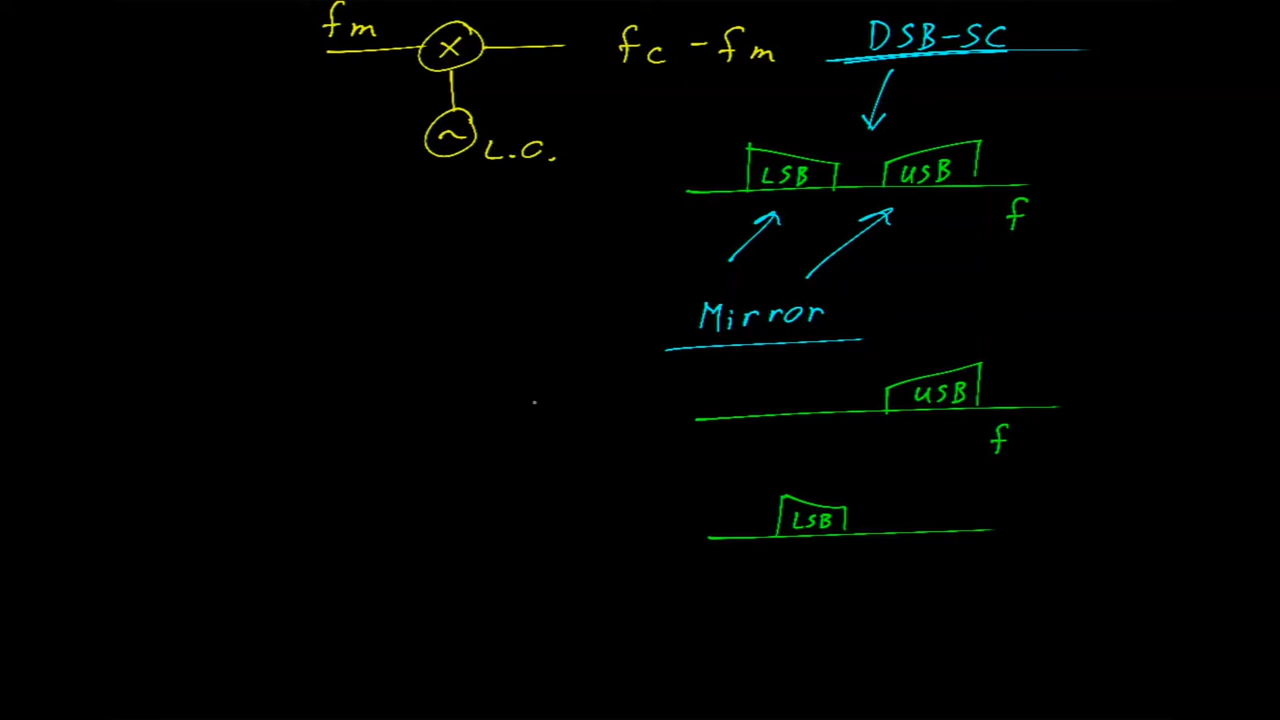 fm
X
fc - fm
DSB-SC
~
L.O.
LSB
USB
f
Mirror
USB
f
LSB